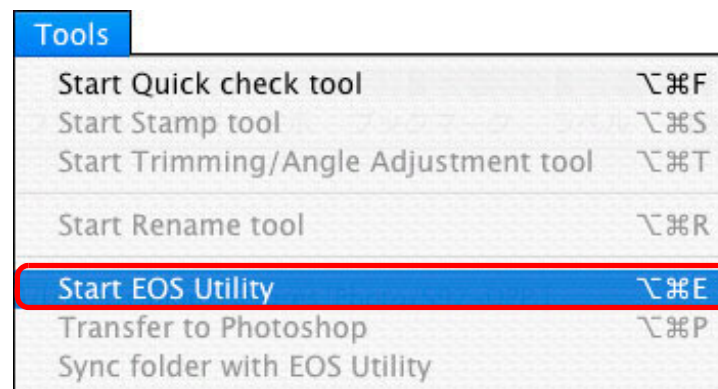 Tools
Start Quick check tool ⌥⌘F
Start Stamp tool ⌥⌘S
Start Trimming/Angle Adjustment tool ⌥⌘T
Start Rename tool ⌥⌘R
Start EOS Utility ⌥⌘E
Transfer to Photoshop ⌥⌘P
Sync folder with EOS Utility